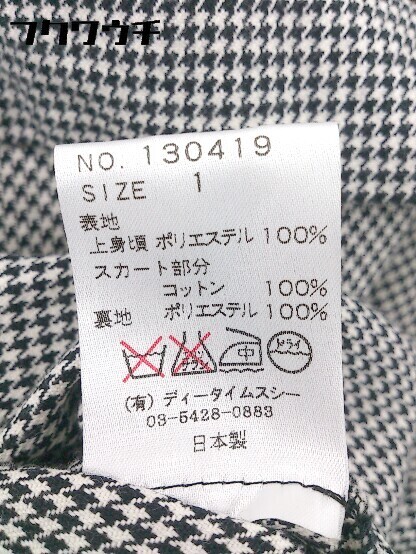 フクワウチ
NO. 130419
SIZE 1
表地
上身頃 ポリエステル 100%
スカート部分
コットン 100%
裏地 ポリエステル 100%
中 ドライ
(有) ディータイムスシー
03-5428-0883
日本製